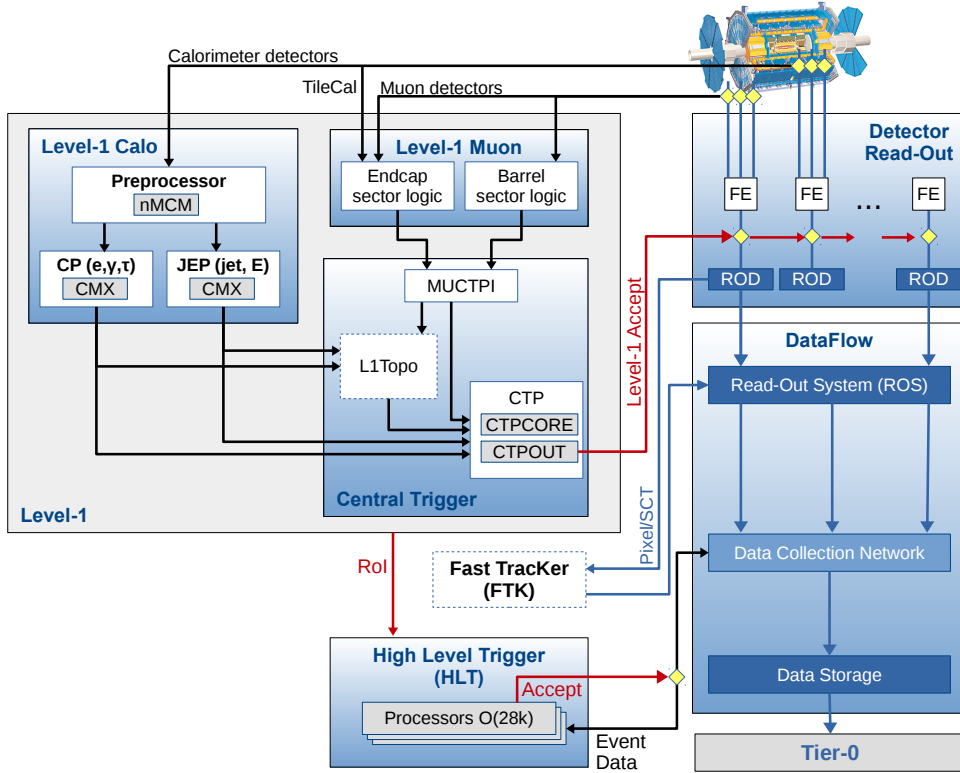 Calorimeter detectors
TileCal
Muon detectors
Level-1 Calo
Preprocessor
nMCM
CP (e,γ,τ)
CMX
JEP (jet, E)
CMX
Level-1 Muon
Endcap
sector logic
Barrel
sector logic
MUCTPI
L1Topo
CTP
CTPCORE
CTPOUT
Central Trigger
Level-1
Level-1 Accept
Detector
Read-Out
FE
FE
...
FE
ROD
ROD
ROD
DataFlow
Read-Out System (ROS)
Pixel/SCT
Data Collection Network
RoI
Fast TracKer
(FTK)
High Level Trigger
(HLT)
Accept
Processors O(28k)
Event
Data
Data Storage
Tier-0